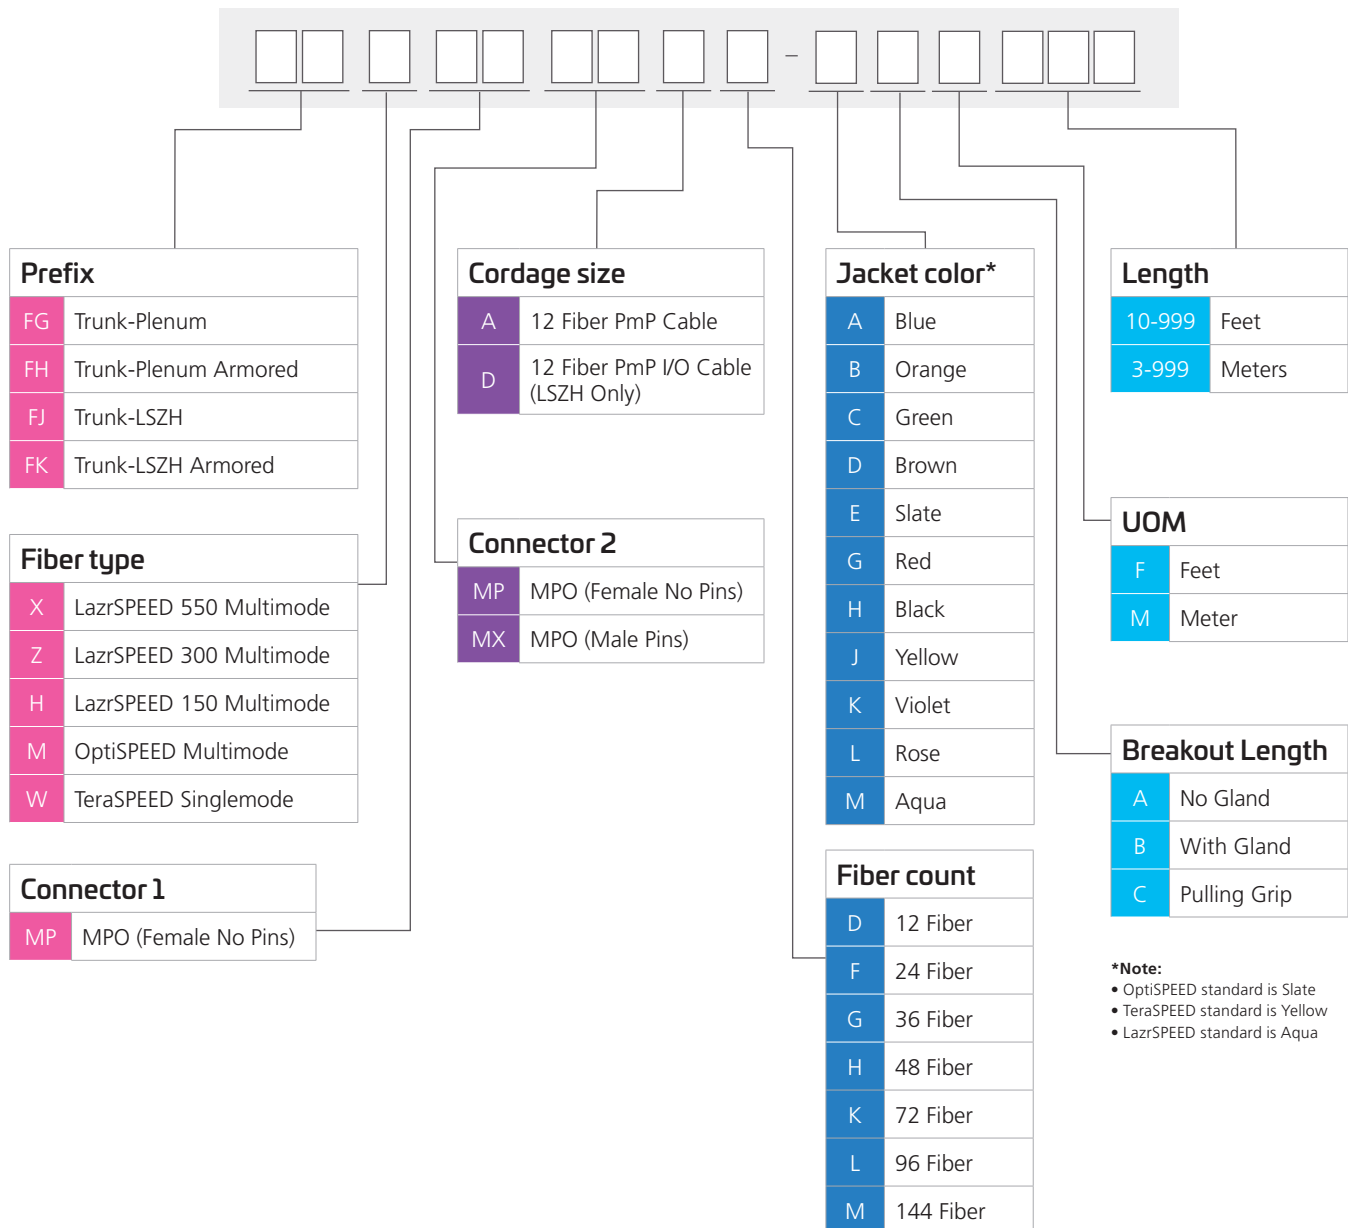 –
Prefix
FG Trunk-Plenum
FH Trunk-Plenum Armored
FJ Trunk-LSZH
FK Trunk-LSZH Armored
Fiber type
X LazrSPEED 550 Multimode
Z LazrSPEED 300 Multimode
H LazrSPEED 150 Multimode
M OptiSPEED Multimode
W TeraSPEED Singlemode
Connector 1
MP MPO (Female No Pins)
Cordage size
A 12 Fiber PmP Cable
D 12 Fiber PmP I/O Cable
(LSZH Only)
Connector 2
MP MPO (Female No Pins)
MX MPO (Male Pins)
Jacket color*
A Blue
B Orange
C Green
D Brown
E Slate
G Red
H Black
J Yellow
K Violet
L Rose
M Aqua
Fiber count
D 12 Fiber
F 24 Fiber
G 36 Fiber
H 48 Fiber
K 72 Fiber
L 96 Fiber
M 144 Fiber
Length
10-999 Feet
3-999 Meters
UOM
F Feet
M Meter
Breakout Length
A No Gland
B With Gland
C Pulling Grip
*Note:
• OptiSPEED standard is Slate
• TeraSPEED standard is Yellow
• LazrSPEED standard is Aqua